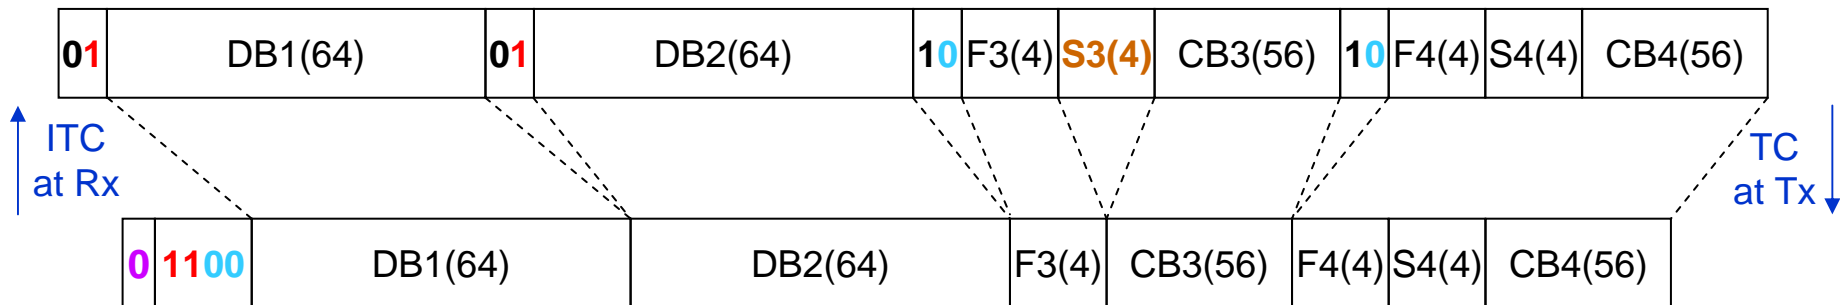 01 DB1(64) 01 DB2(64) 10 F3(4) S3(4) CB3(56) 10 F4(4) S4(4) CB4(56)
ITC
at Rx
TC
at Tx
0 1100 DB1(64) DB2(64) F3(4) CB3(56) F4(4) S4(4) CB4(56)